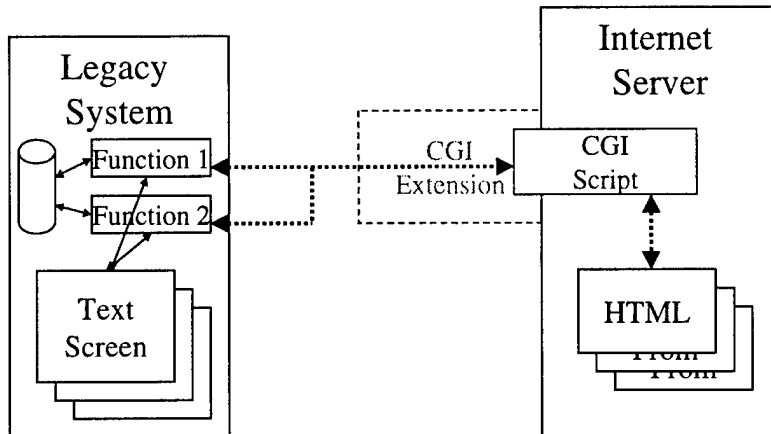 Legacy
System
Function 1
Function 2
Text
Screen
CGI
Extension
Internet
Server
CGI
Script
HTML